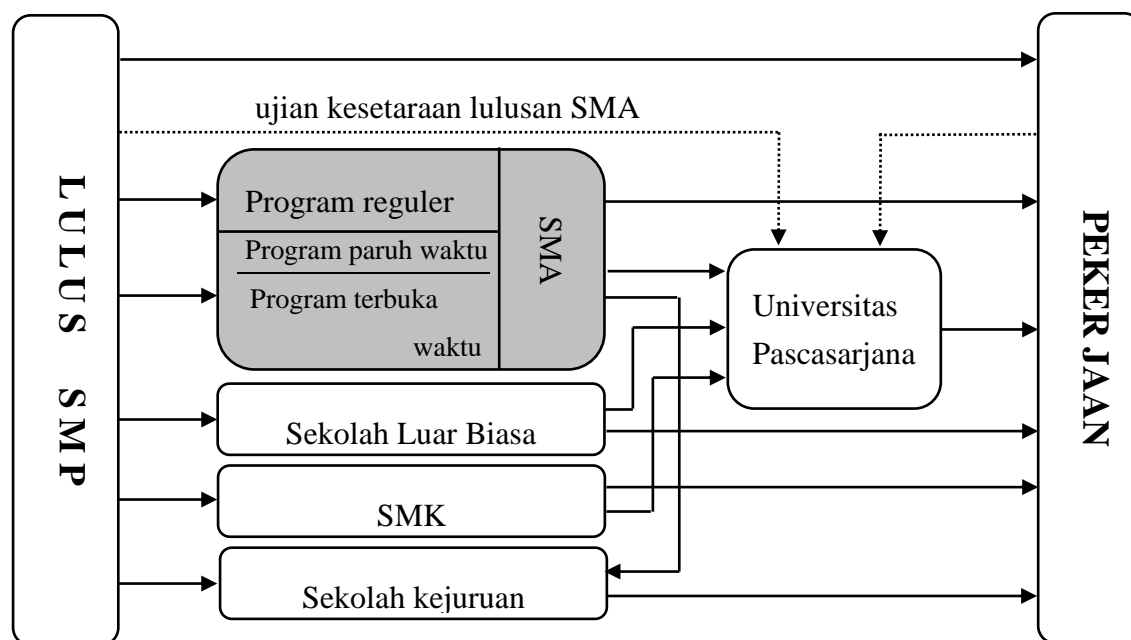 LULUS SMP
ujian kesetaraan lulusan SMA
Program reguler
Program paruh waktu
Program terbuka
waktu
SMA
Universitas
Pascasarjana
Sekolah Luar Biasa
SMK
Sekolah kejuruan
PEKERJAAN